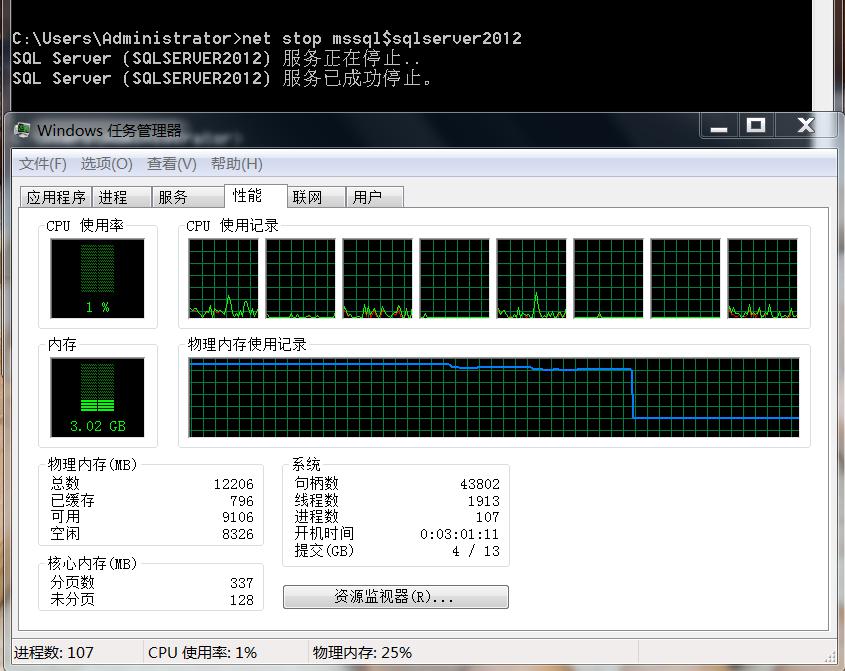 C:\Users\Administrator>net stop mssql$sqlserver2012
SQL Server (SQLSERVER2012) 服务正在停止..
SQL Server (SQLSERVER2012) 服务已成功停止。
Windows 任务管理器
文件(F) 选项(O) 查看(V) 帮助(H)
应用程序 进程 服务 性能 联网 用户
CPU 使用率 CPU 使用记录
1 %
内存 物理内存使用记录
3.02 GB
物理内存(MB) 系统
总数 12206 句柄数 43802
已缓存 796 线程数 1913
可用 9106 进程数 107
空闲 8326 开机时间 0:03:01:11
提交(GB) 4 / 13
核心内存(MB)
分页数 337
未分页 128 资源监视器(R)...
进程数: 107 CPU 使用率: 1% 物理内存: 25%